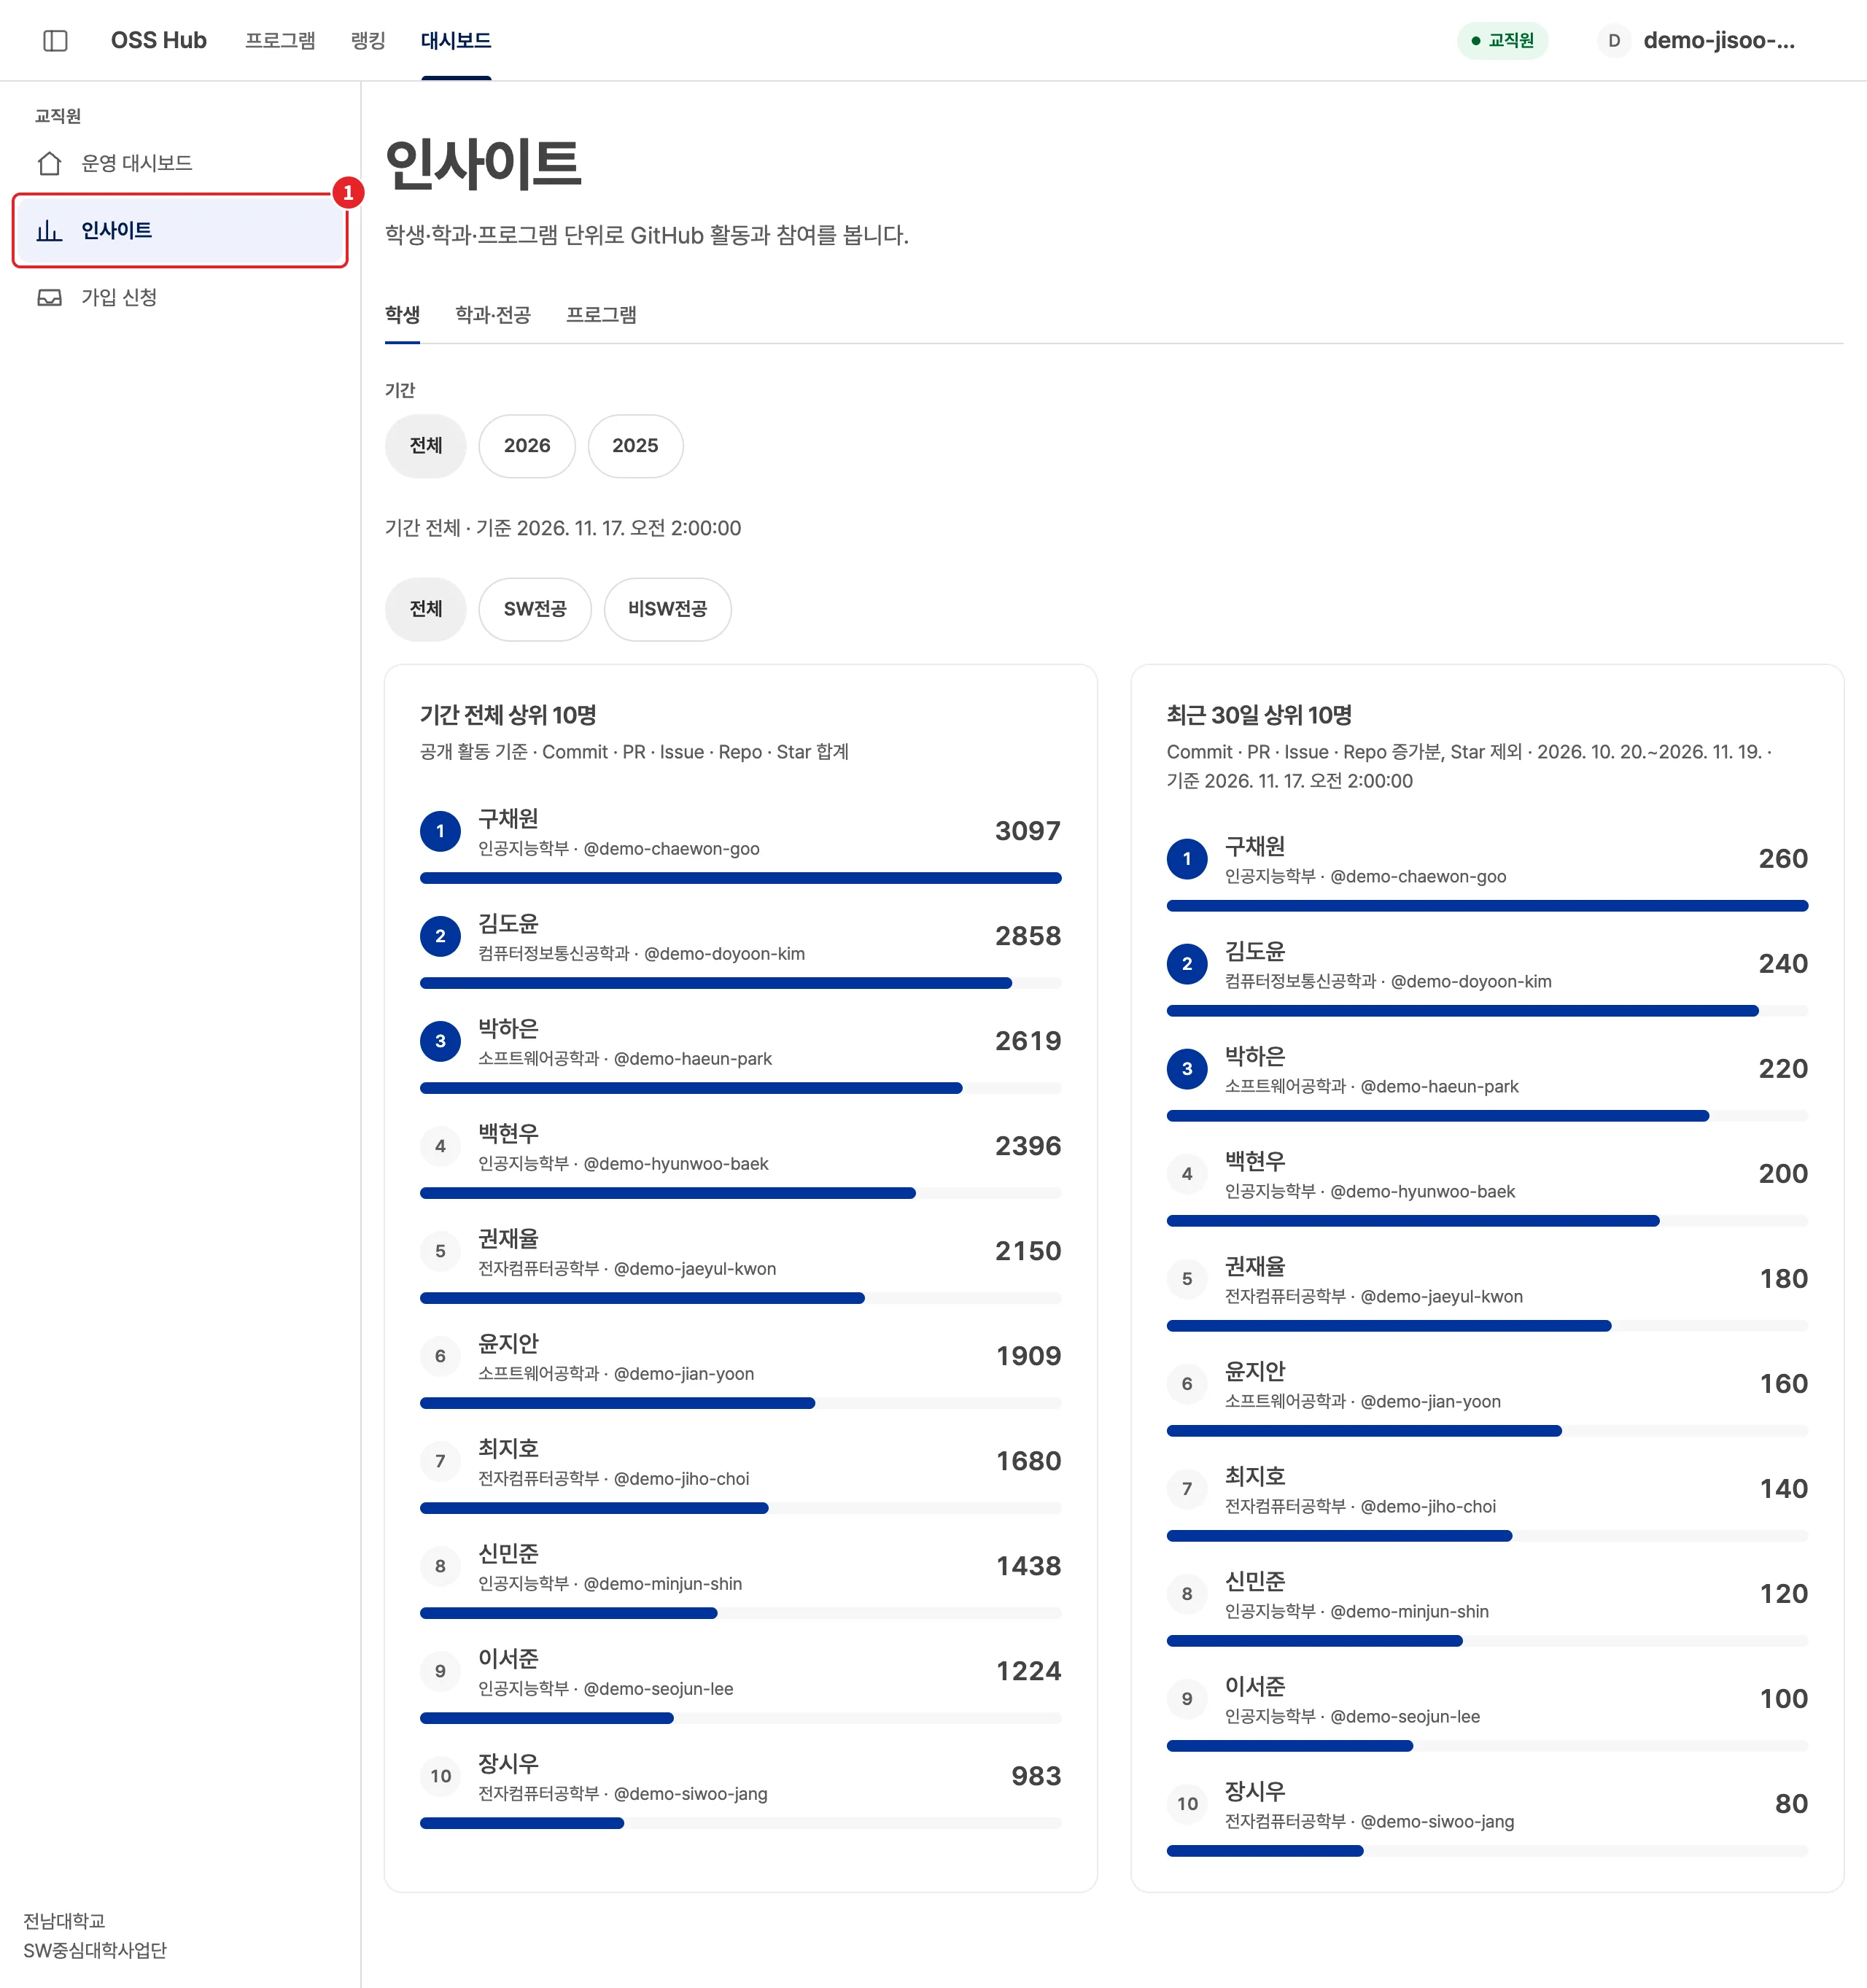 OSS Hub
프로그램
랭킹
대시보드
교직원
D
demo-jisoo-...
교직원
운영 대시보드
1
인사이트
가입 신청
전남대학교
SW중심대학사업단
인사이트
학생·학과·프로그램 단위로 GitHub 활동과 참여를 봅니다.
학생
학과·전공
프로그램
기간
전체
2026
2025
기간 전체 · 기준 2026. 11. 17. 오전 2:00:00
전체
SW전공
비SW전공
기간 전체 상위 10명
공개 활동 기준 · Commit · PR · Issue · Repo · Star 합계
1
구채원
인공지능학부 · @demo-chaewon-goo
3097
2
김도윤
컴퓨터정보통신공학과 · @demo-doyoon-kim
2858
3
박하은
소프트웨어공학과 · @demo-haeun-park
2619
4
백현우
인공지능학부 · @demo-hyunwoo-baek
2396
5
권재율
전자컴퓨터공학부 · @demo-jaeyul-kwon
2150
6
윤지안
소프트웨어공학과 · @demo-jian-yoon
1909
7
최지호
전자컴퓨터공학부 · @demo-jiho-choi
1680
8
신민준
인공지능학부 · @demo-minjun-shin
1438
9
이서준
인공지능학부 · @demo-seojun-lee
1224
10
장시우
전자컴퓨터공학부 · @demo-siwoo-jang
983
최근 30일 상위 10명
Commit · PR · Issue · Repo 증가분, Star 제외 · 2026. 10. 20.~2026. 11. 19. ·
기준 2026. 11. 17. 오전 2:00:00
1
구채원
인공지능학부 · @demo-chaewon-goo
260
2
김도윤
컴퓨터정보통신공학과 · @demo-doyoon-kim
240
3
박하은
소프트웨어공학과 · @demo-haeun-park
220
4
백현우
인공지능학부 · @demo-hyunwoo-baek
200
5
권재율
전자컴퓨터공학부 · @demo-jaeyul-kwon
180
6
윤지안
소프트웨어공학과 · @demo-jian-yoon
160
7
최지호
전자컴퓨터공학부 · @demo-jiho-choi
140
8
신민준
인공지능학부 · @demo-minjun-shin
120
9
이서준
인공지능학부 · @demo-seojun-lee
100
10
장시우
전자컴퓨터공학부 · @demo-siwoo-jang
80